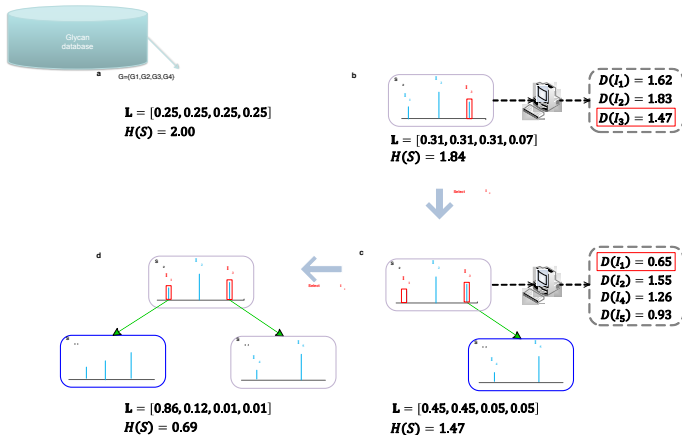 Glycan
database
a
G={G1,G2,G3,G4}
L = [0.25, 0.25, 0.25, 0.25]
H(S) = 2.00
b
S
D(I₁) = 1.62
D(I₂) = 1.83
D(I₃) = 1.47
L = [0.31, 0.31, 0.31, 0.07]
H(S) = 1.84
Select
c
S
D(I₁) = 0.65
D(I₂) = 1.55
D(I₄) = 1.26
D(I₅) = 0.93
L = [0.45, 0.45, 0.05, 0.05]
H(S) = 1.47
Select
d
S
S
S
S
L = [0.86, 0.12, 0.01, 0.01]
H(S) = 0.69